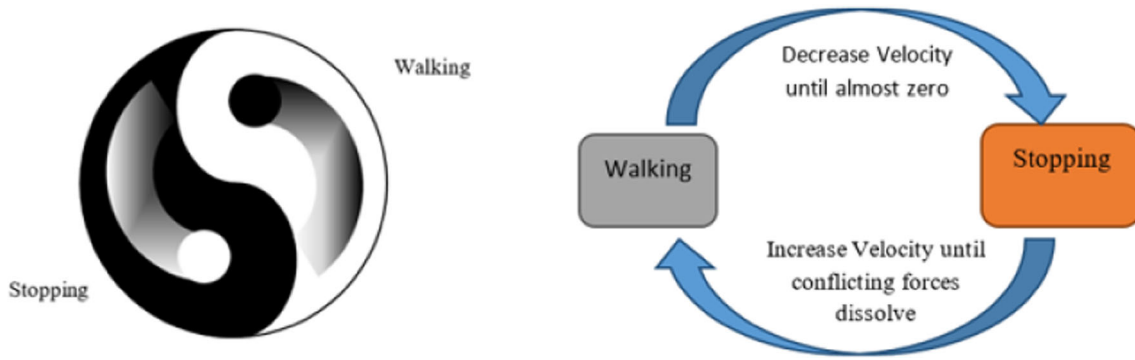 Walking
Stopping
Decrease Velocity
until almost zero
Walking
Stopping
Increase Velocity until
conflicting forces
dissolve